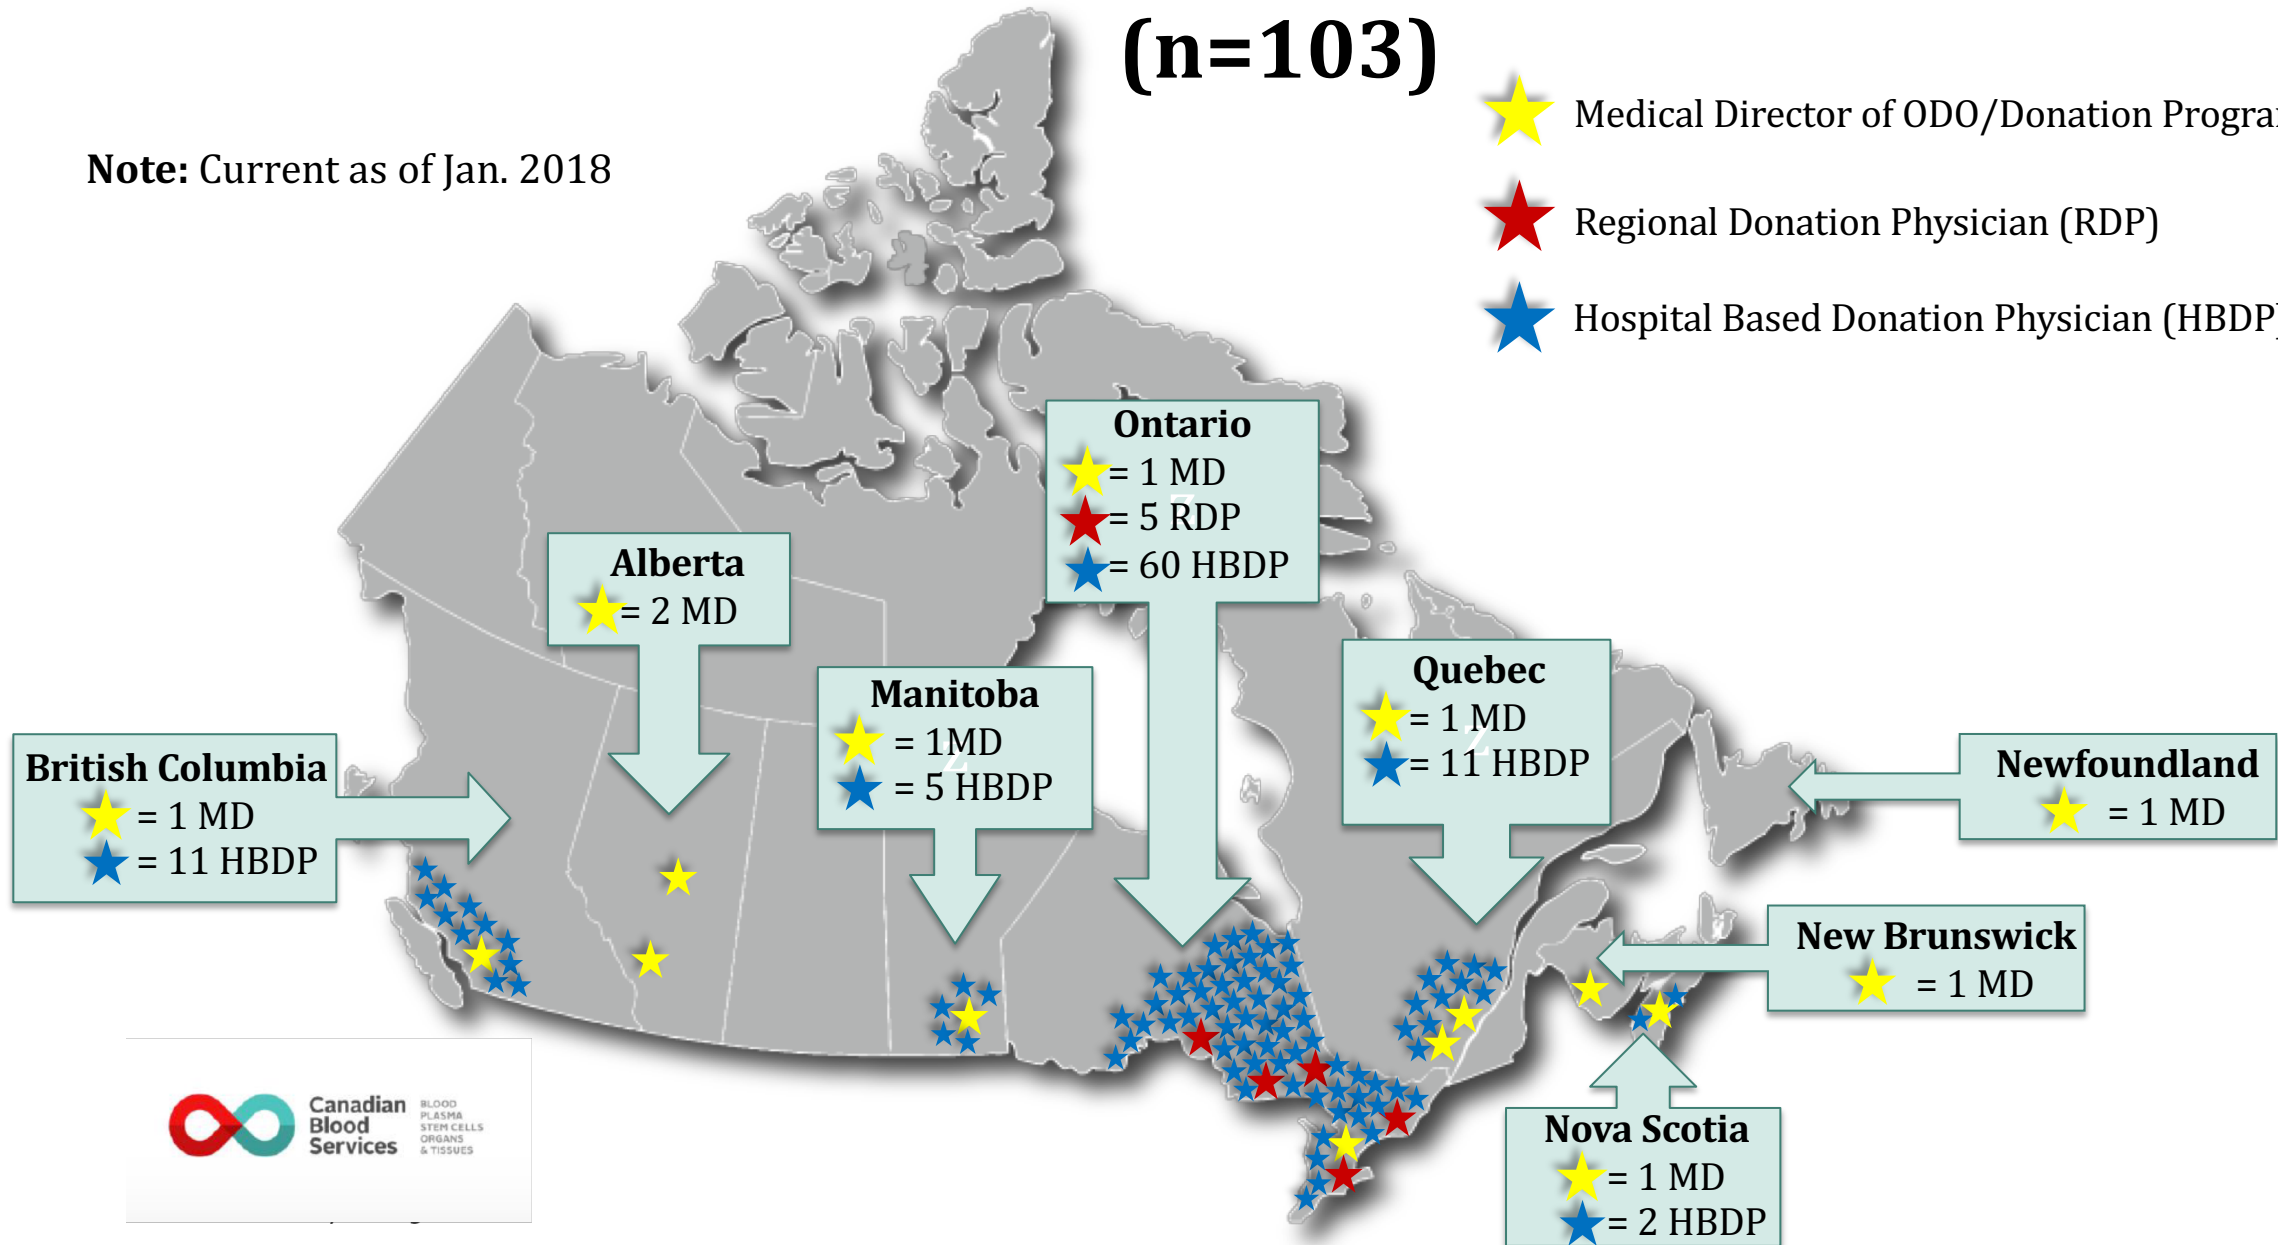 (n=103)
Note: Current as of Jan. 2018
Medical Director of ODO/Donation Program
Regional Donation Physician (RDP)
Hospital Based Donation Physician (HBDP)
Ontario
= 1 MD
= 5 RDP
= 60 HBDP
Alberta
= 2 MD
Manitoba
= 1MD
= 5 HBDP
Quebec
= 1 MD
= 11 HBDP
British Columbia
= 1 MD
= 11 HBDP
Newfoundland
= 1 MD
New Brunswick
= 1 MD
Nova Scotia
= 1 MD
= 2 HBDP
Canadian
Blood
Services
BLOOD
PLASMA
STEM CELLS
ORGANS
& TISSUES